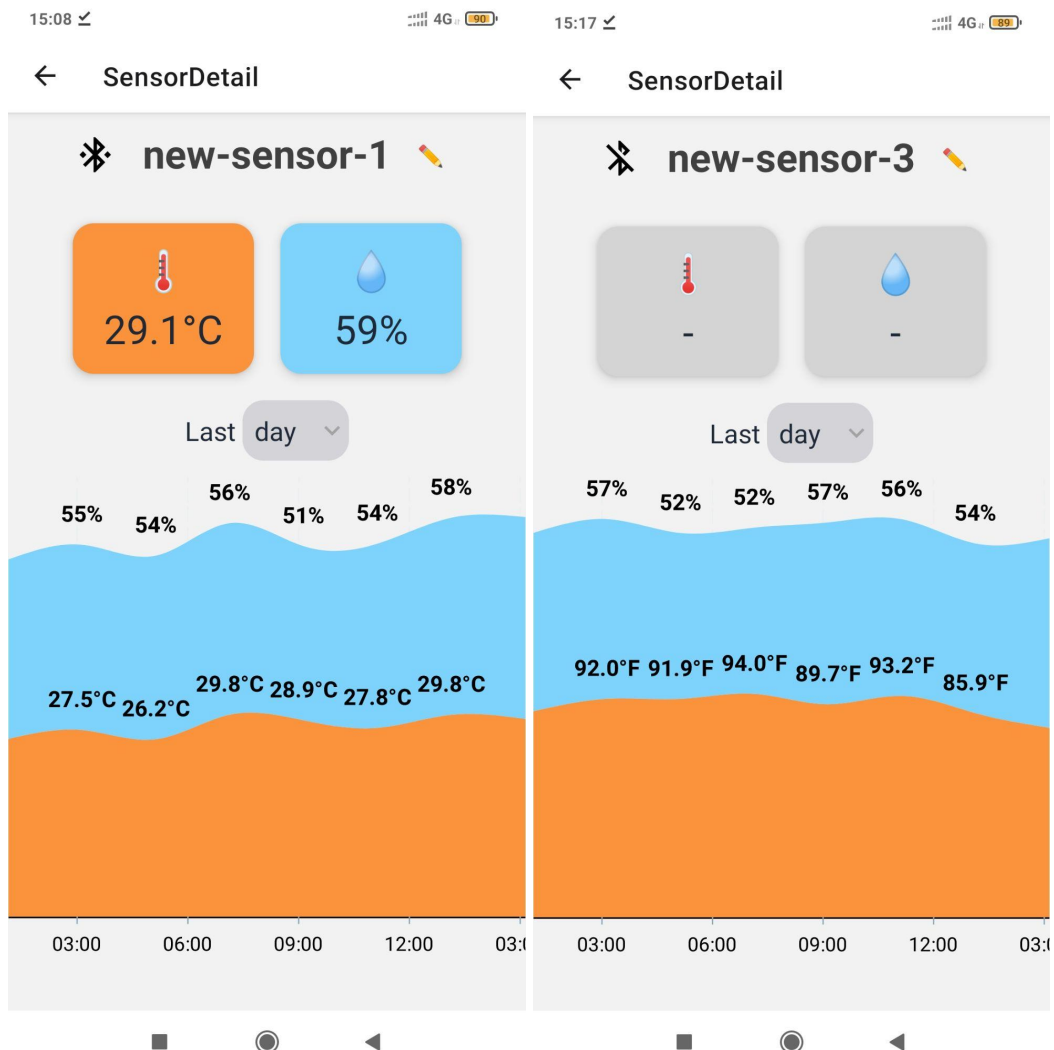 15:08
4G
90
SensorDetail
new-sensor-1
29.1°C
59%
Last
day
55%
54%
56%
51%
54%
58%
27.5°C
26.2°C
29.8°C
28.9°C
27.8°C
29.8°C
03:00
06:00
09:00
12:00
15:17
4G
89
SensorDetail
new-sensor-3
-
-
Last
day
57%
52%
52%
57%
56%
54%
92.0°F
91.9°F
94.0°F
89.7°F
93.2°F
85.9°F
03:00
06:00
09:00
12:00